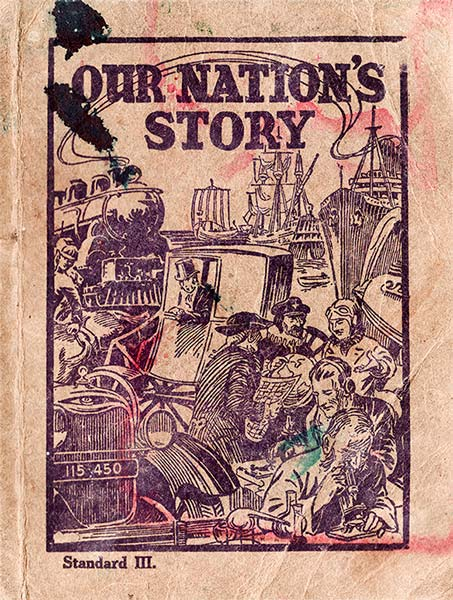 OUR NATION'S
STORY
115·450
Standard III.